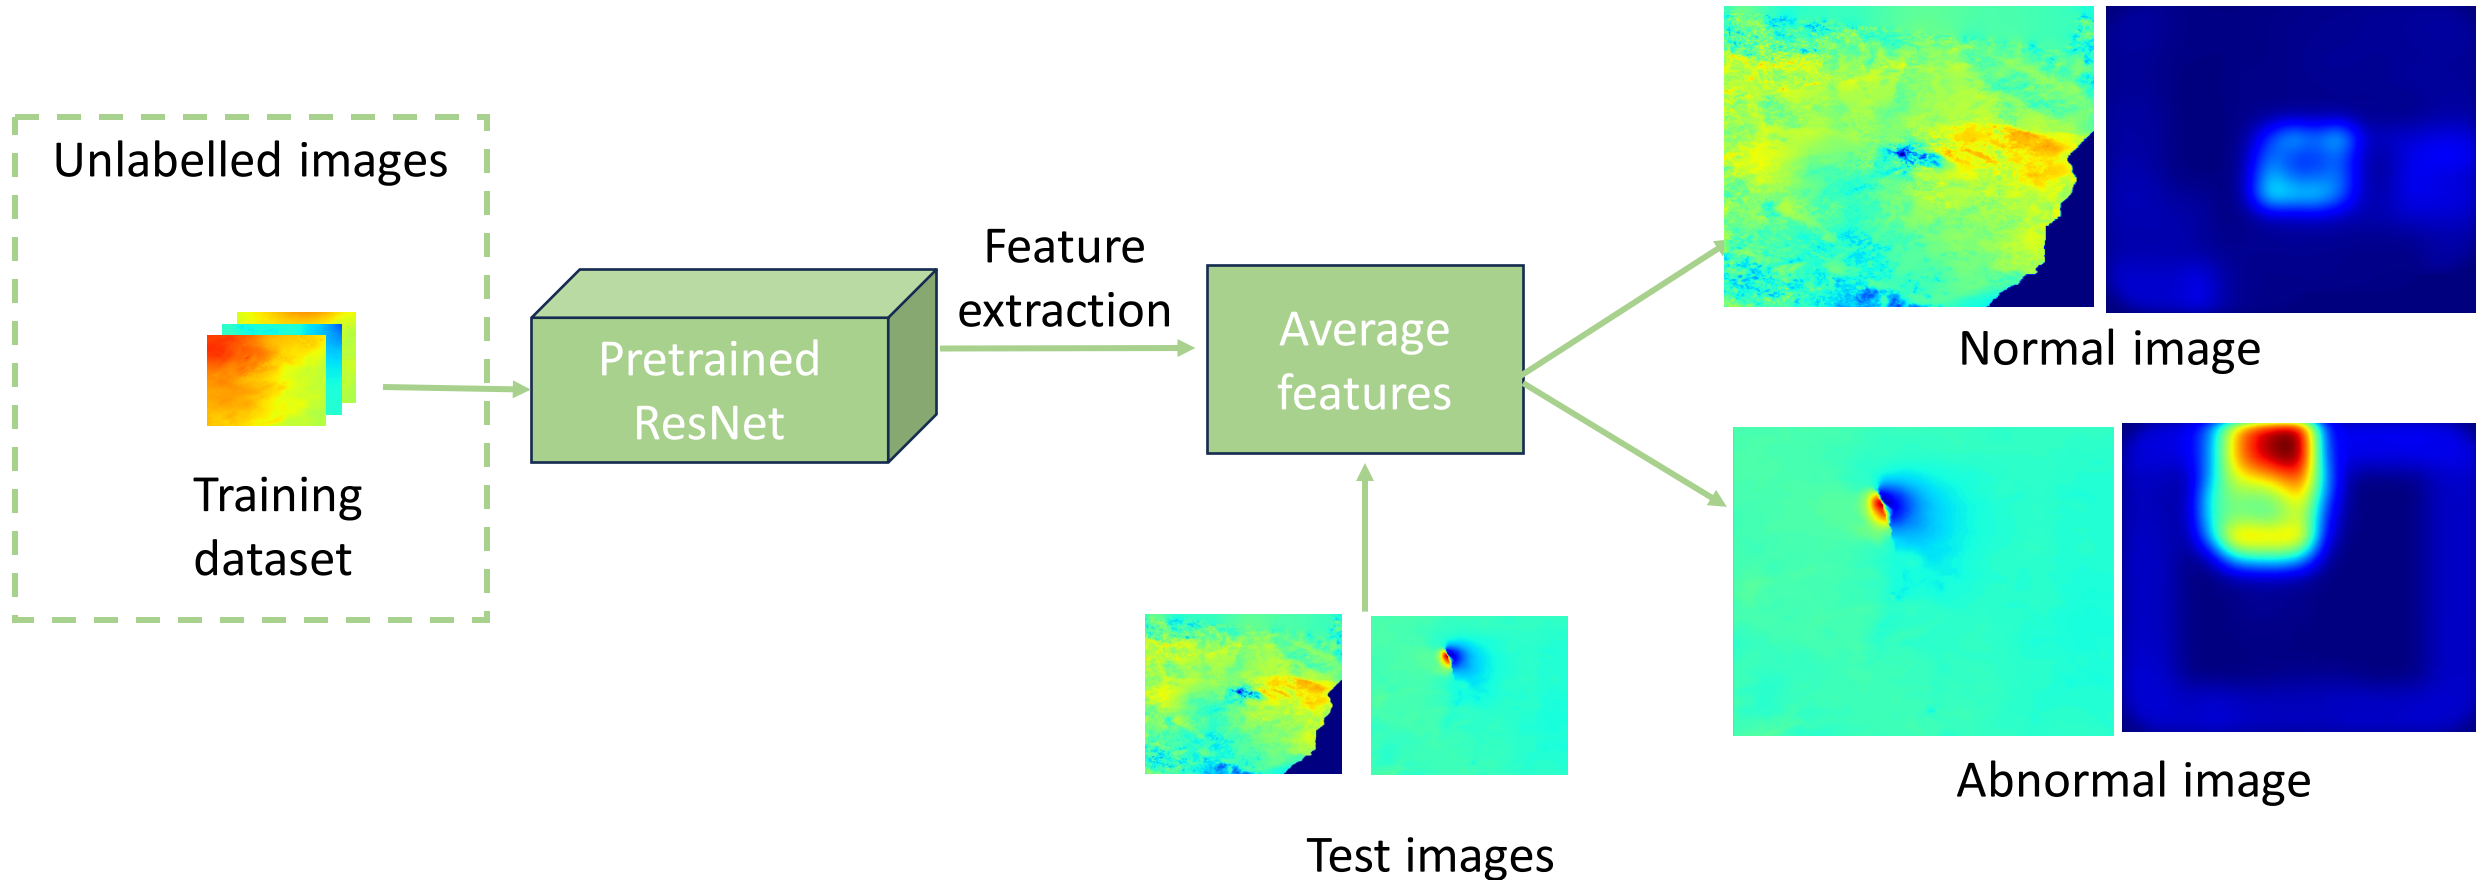 Unlabelled images
Training
dataset
Pretrained
ResNet
Feature
extraction
Average
features
Test images
Normal image
Abnormal image